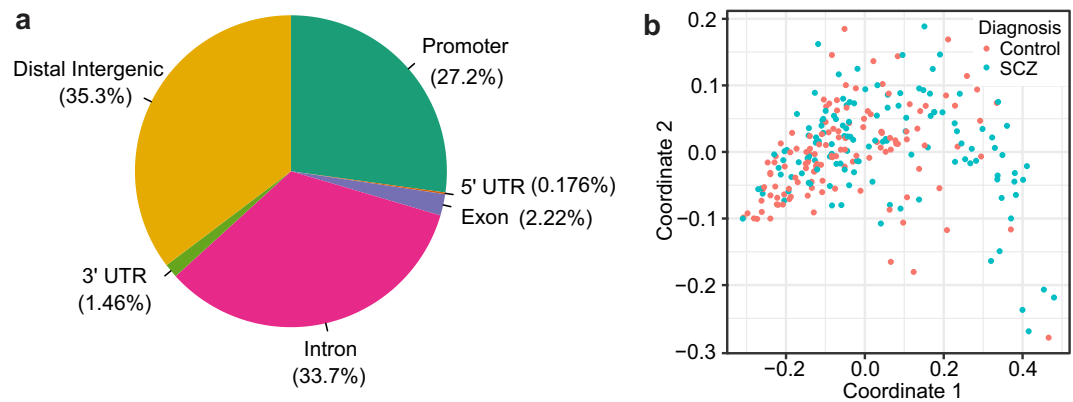 a
Promoter
(27.2%)
5' UTR (0.176%)
Exon (2.22%)
Intron
(33.7%)
3' UTR
(1.46%)
Distal Intergenic
(35.3%)
b
Diagnosis
Control
SCZ
Coordinate 2
0.2
0.1
0.0
−0.1
−0.2
−0.3
−0.2
0.0
0.2
0.4
Coordinate 1